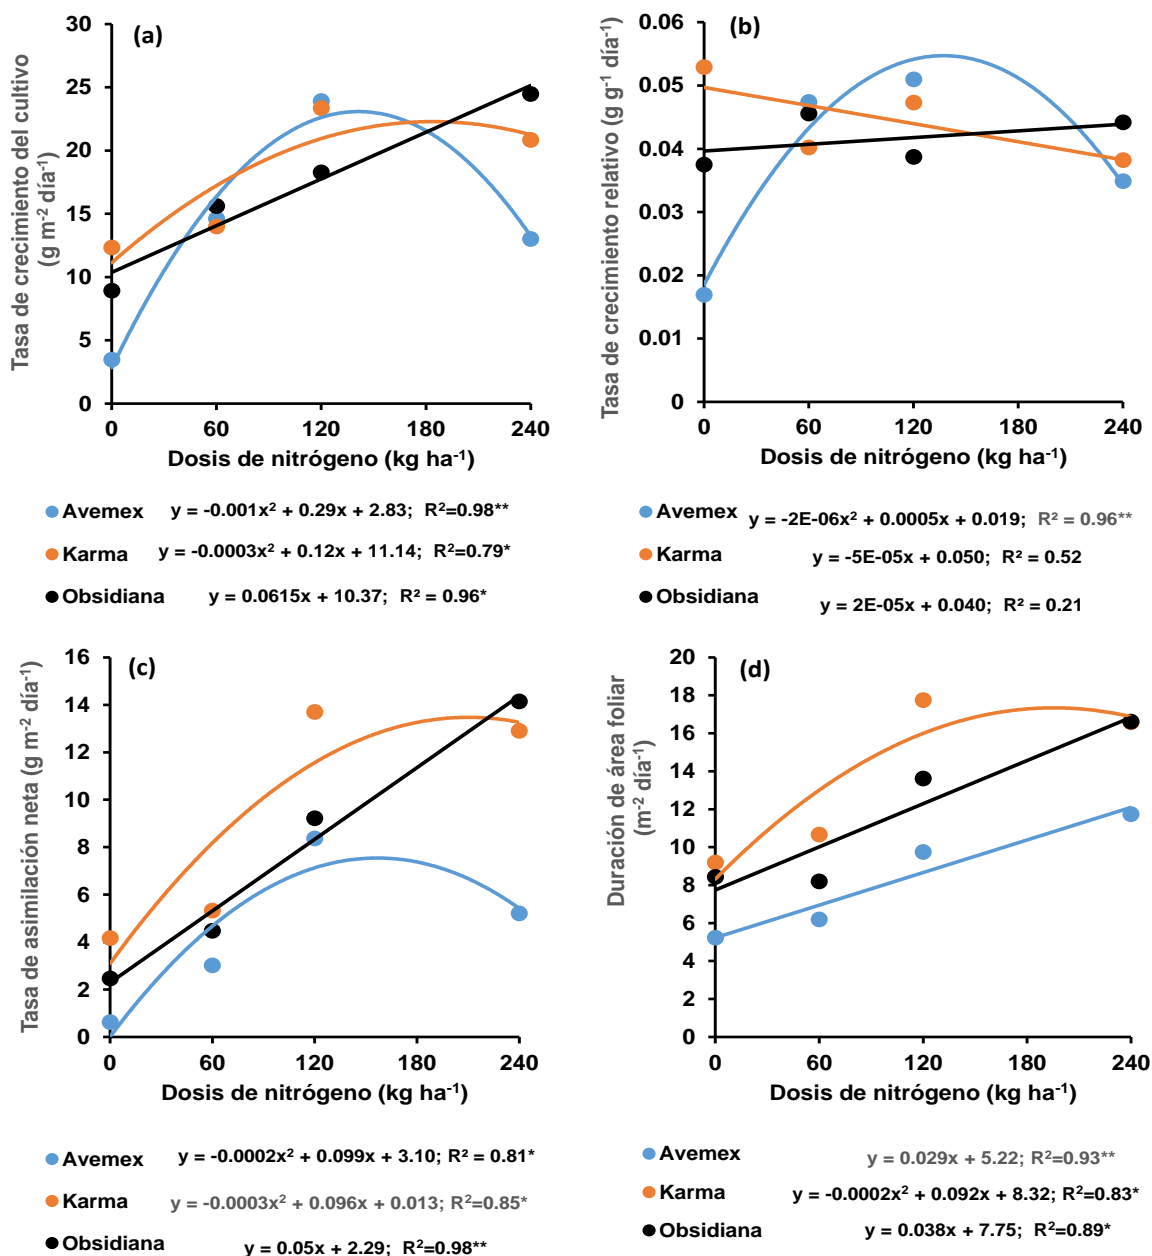 (a)
Tasa de crecimiento del cultivo
(g m-2 día-1)
30
25
20
15
10
5
0
0 60 120 180 240
Dosis de nitrógeno (kg ha-1)
Avemex y = -0.001x2 + 0.29x + 2.83; R2=0.98**
Karma y = -0.0003x2 + 0.12x + 11.14; R2=0.79*
Obsidiana y = 0.0615x + 10.37; R2 = 0.96*
(b)
Tasa de crecimiento relativo (g g-1 día-1)
0.06
0.05
0.04
0.03
0.02
0.01
0
0 60 120 180 240
Dosis de nitrógeno (kg ha-1)
Avemex y = -2E-06x2 + 0.0005x + 0.019; R2 = 0.96**
Karma y = -5E-05x + 0.050; R2 = 0.52
Obsidiana y = 2E-05x + 0.040; R2 = 0.21
(c)
Tasa de asimilación neta (g m-2 día-1)
16
14
12
10
8
6
4
2
0
0 60 120 180 240
Dosis de nitrógeno (kg ha-1)
Avemex y = -0.0002x2 + 0.099x + 3.10; R2 = 0.81*
Karma y = -0.0003x2 + 0.096x + 0.013; R2=0.85*
Obsidiana y = 0.05x + 2.29; R2=0.98**
(d)
Duración de área foliar
(m-2 día-1)
20
18
16
14
12
10
8
6
4
2
0
0 60 120 180 240
Dosis de nitrógeno (kg ha-1)
Avemex y = 0.029x + 5.22; R2=0.93**
Karma y = -0.0002x2 + 0.092x + 8.32; R2=0.83*
Obsidiana y = 0.038x + 7.75; R2=0.89*